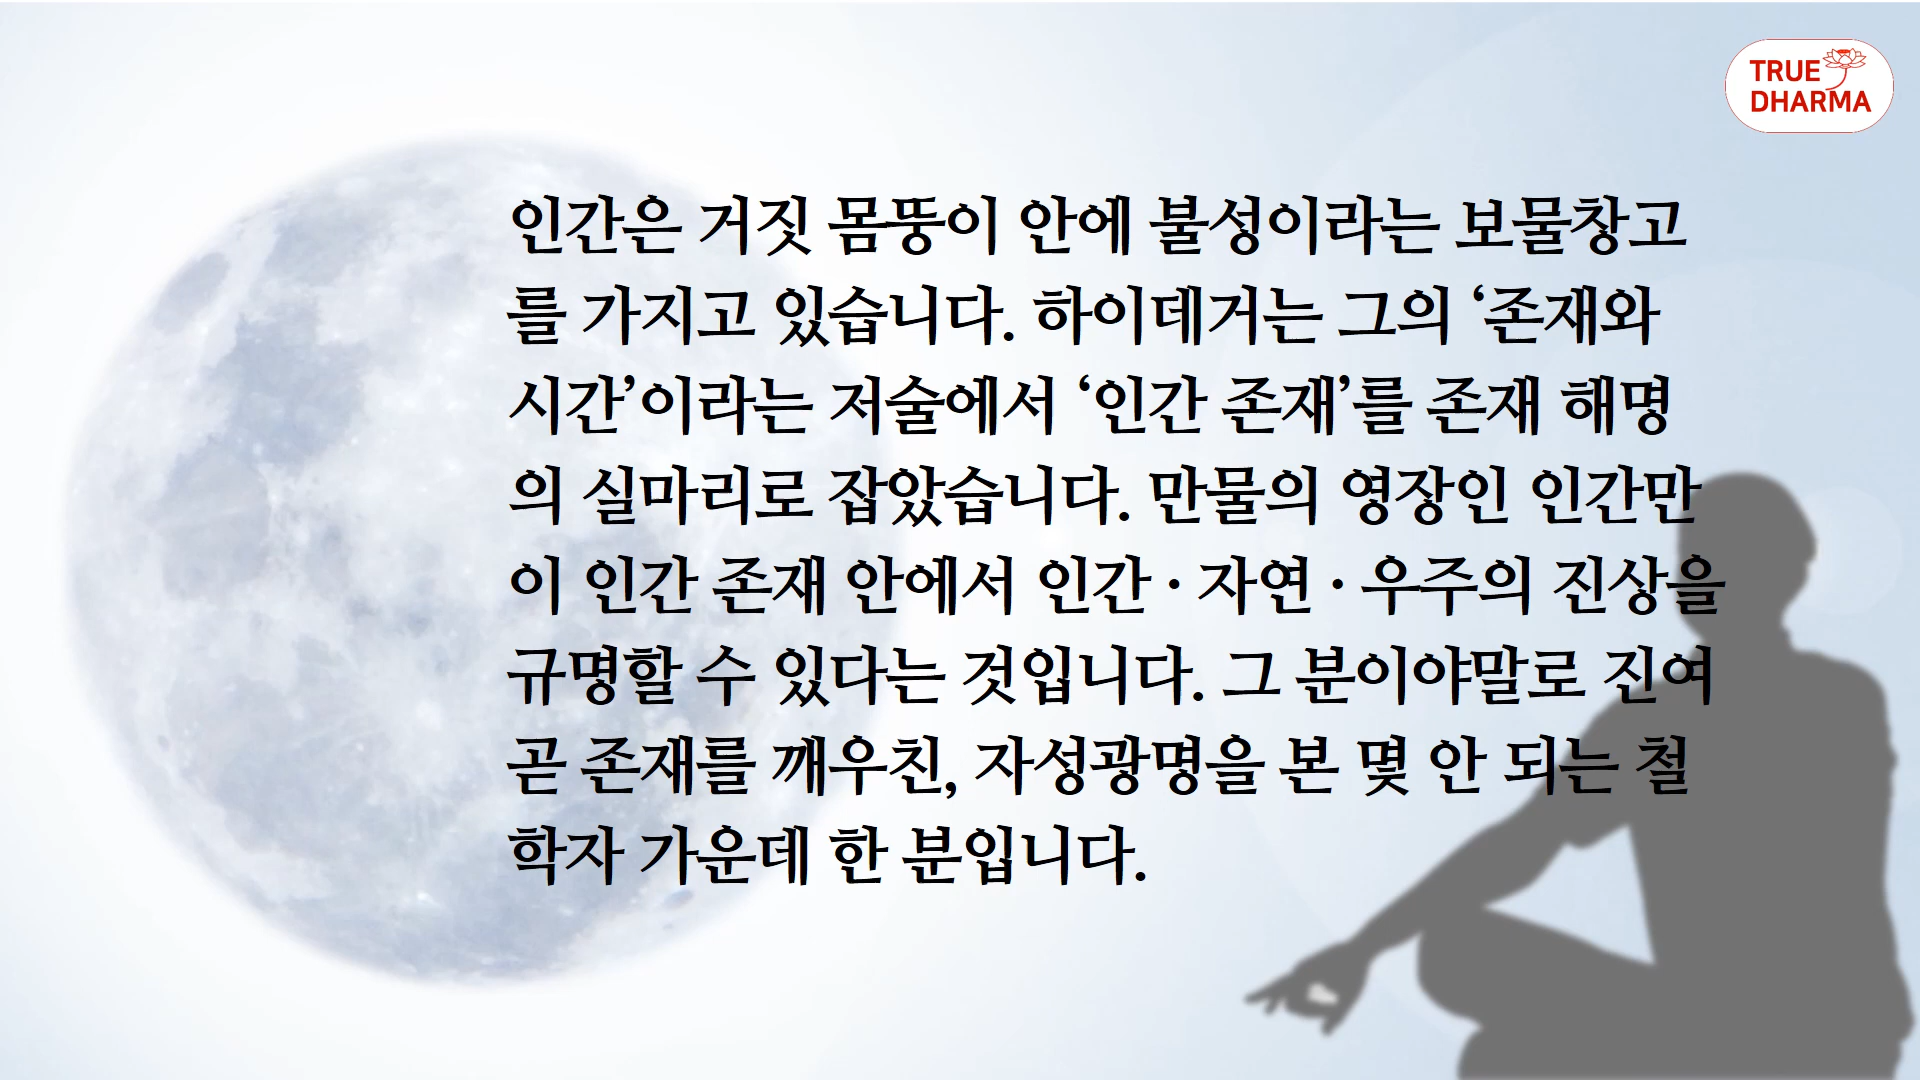 TRUE
DHARMA
인간은 거짓 몸뚱이 안에 불성이라는 보물창고
를 가지고 있습니다. 하이데거는 그의 ‘존재와
시간’이라는 저술에서 ‘인간 존재’를 존재 해명
의 실마리로 잡았습니다. 만물의 영장인 인간만
이 인간 존재 안에서 인간 · 자연 · 우주의 진상을
규명할 수 있다는 것입니다. 그 분이야말로 진여
곧 존재를 깨우친, 자성광명을 본 몇 안 되는 철
학자 가운데 한 분입니다.